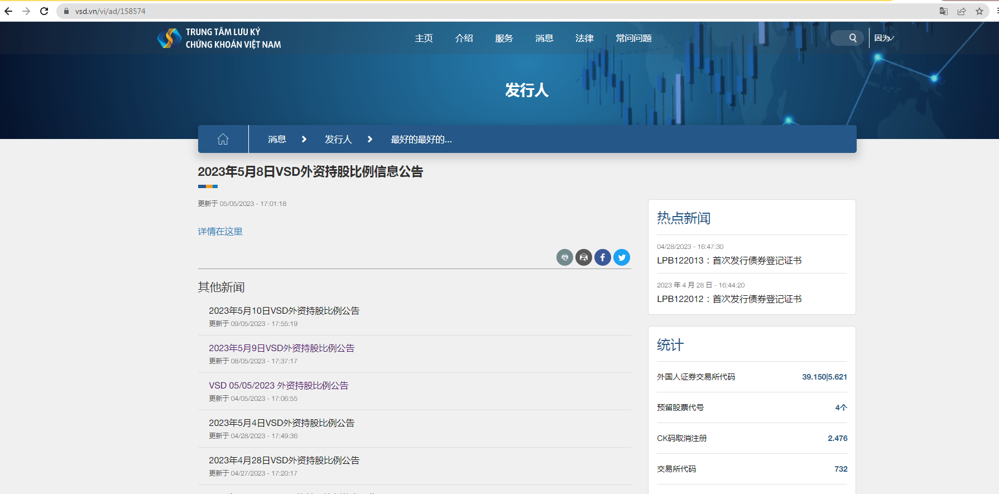 vsd.vn/vi/ad/158574
TRUNG TÂM LƯU KÝ
CHỨNG KHOÁN VIỆT NAM
主页 介绍 服务 消息 法律 常问问题
因为
发行人
消息 发行人 最好的最好的...
2023年5月8日VSD外资持股比例信息公告
更新于 05/05/2023 - 17:01:18
详情在这里
其他新闻
2023年5月10日VSD外资持股比例公告
更新于 09/05/2023 - 17:55:19
2023年5月9日VSD外资持股比例公告
更新于 08/05/2023 - 17:37:17
VSD 05/05/2023 外资持股比例公告
更新于 04/05/2023 - 17:06:55
2023年5月4日VSD外资持股比例公告
更新于 04/28/2023 - 17:49:36
2023年4月28日VSD外资持股比例公告
更新于 04/27/2023 - 17:20:17
热点新闻
04/28/2023 - 16:47:30
LPB122013：首次发行债券登记证书
2023 年 4 月 28 日 - 16:44:20
LPB122012：首次发行债券登记证书
统计
外国人证券交易所代码 39.150|5.621
预留股票代号 4个
CK码取消注册 2.476
交易所代码 732